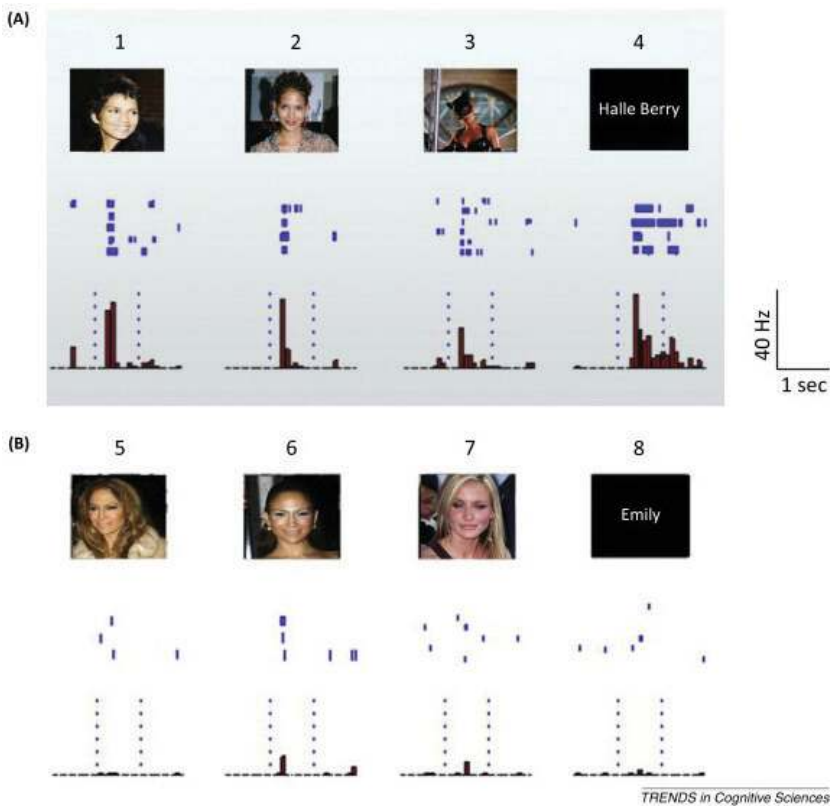 (A)
1 2 3 4
Halle Berry
40 Hz
1 sec
(B)
5 6 7 8
Emily
TRENDS in Cognitive Sciences